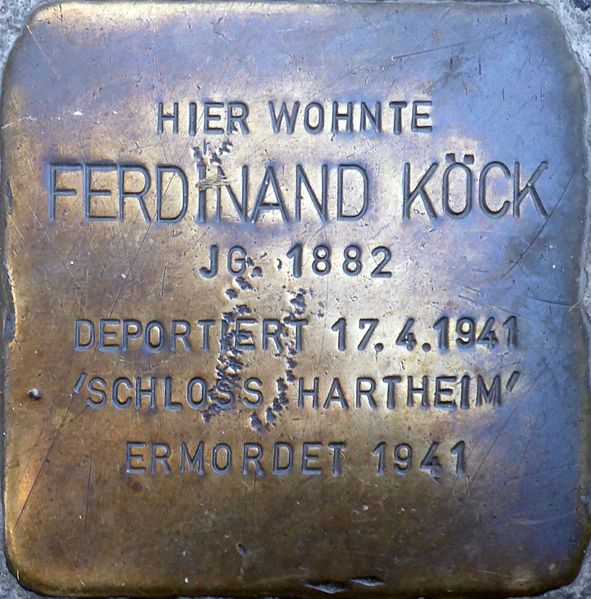 HIER WOHNTE
FERDINAND KÖCK
JG. 1882
DEPORTIERT 17.4.1941
'SCHLOSS HARTHEIM'
ERMORDET 1941